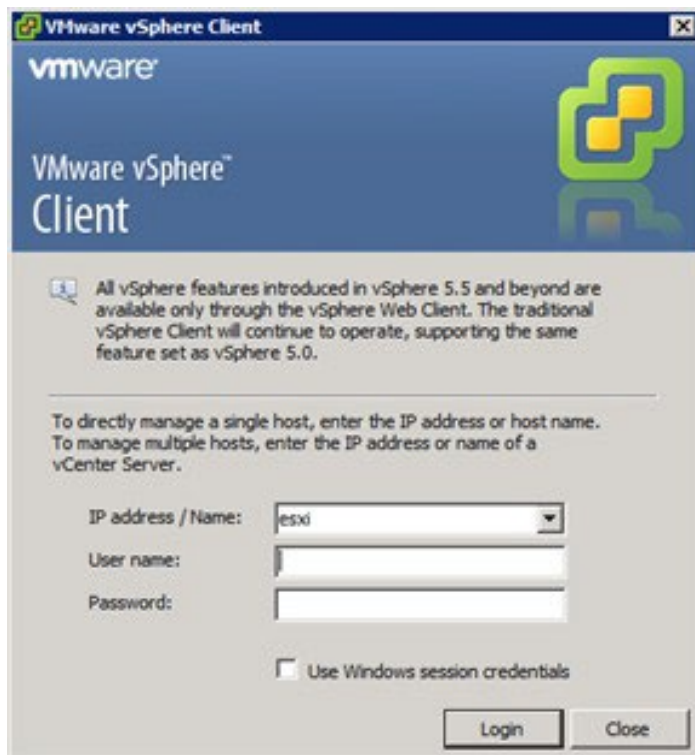 VMware vSphere Client
vmware
VMware vSphere™
Client
All vSphere features introduced in vSphere 5.5 and beyond are
available only through the vSphere Web Client. The traditional
vSphere Client will continue to operate, supporting the same
feature set as vSphere 5.0.
To directly manage a single host, enter the IP address or host name.
To manage multiple hosts, enter the IP address or name of a
vCenter Server.
IP address / Name: esxi
User name:
Password:
Use Windows session credentials
Login Close